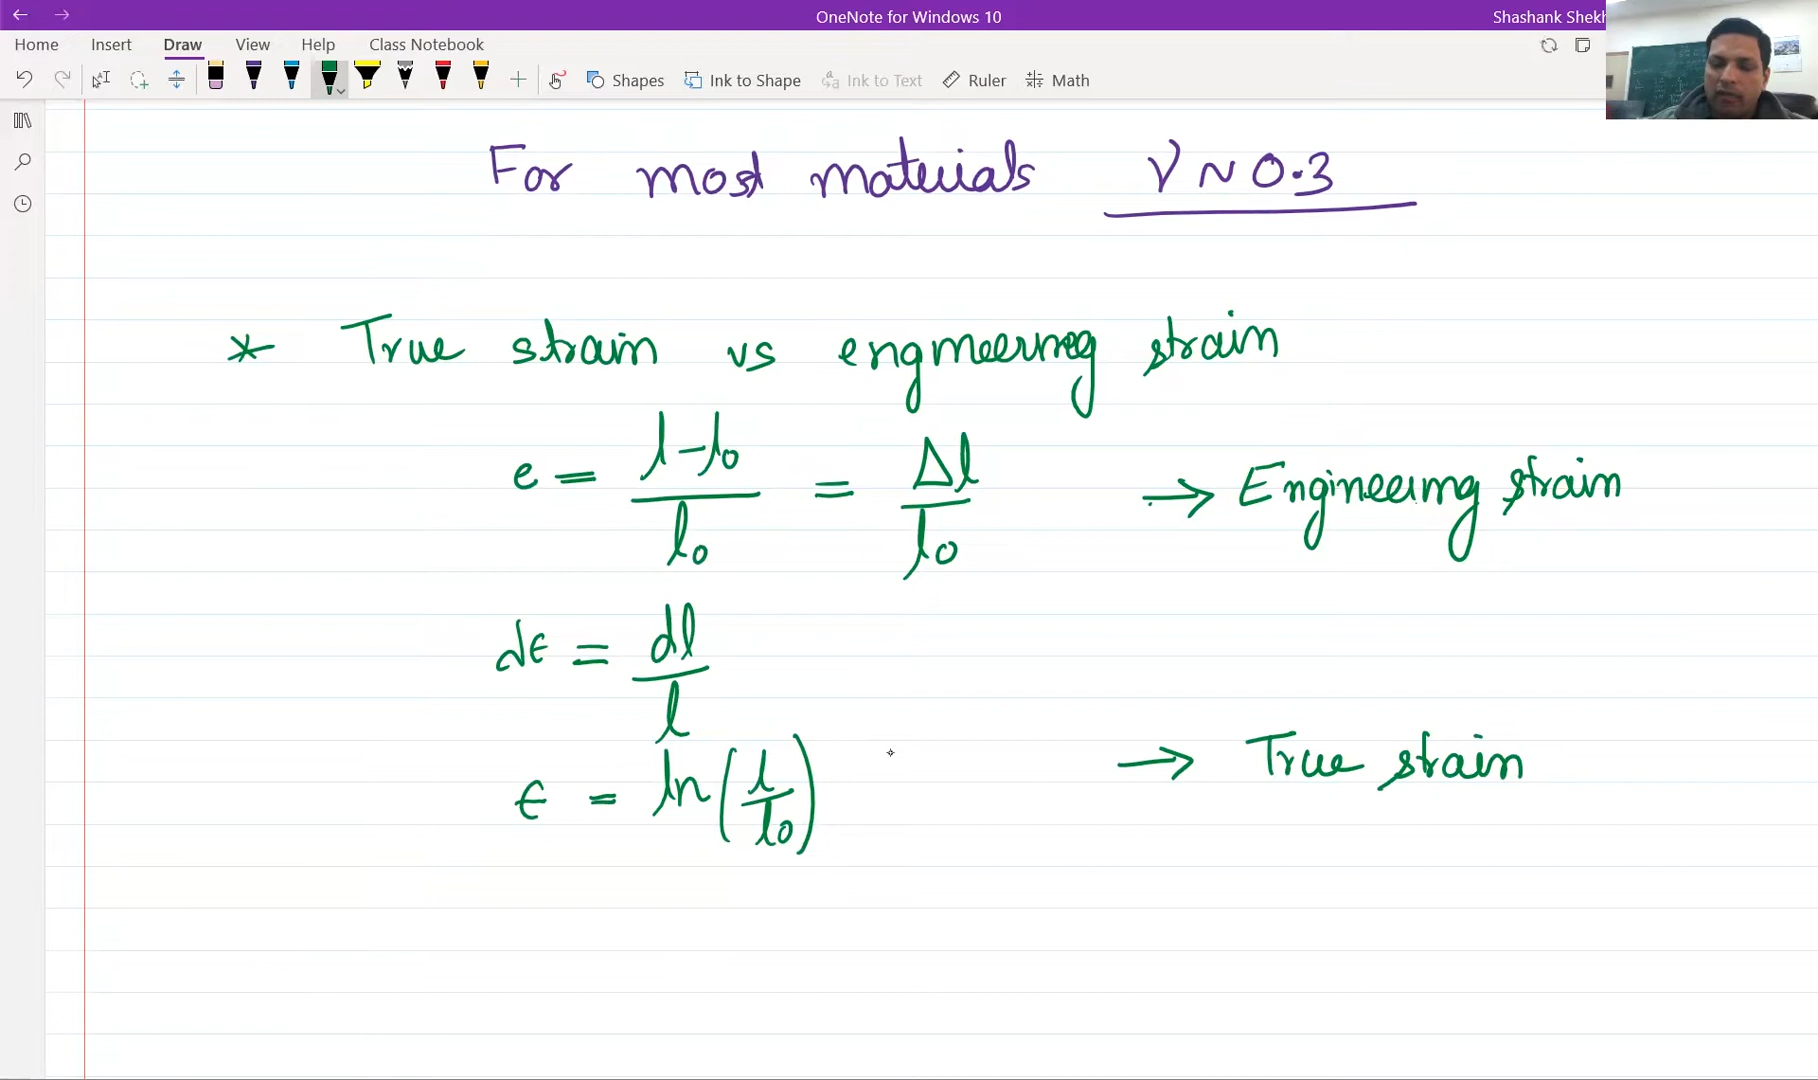 OneNote for Windows 10
Shashank Shekh
Home Insert Draw View Help Class Notebook
Shapes Ink to Shape Ink to Text Ruler Math
For most materials ν ~ 0.3
* True strain vs engineering strain
e = (l - l₀)/l₀ = Δl/l₀ → Engineering strain
dϵ = dl/l
ϵ = ln(l/l₀) → True strain